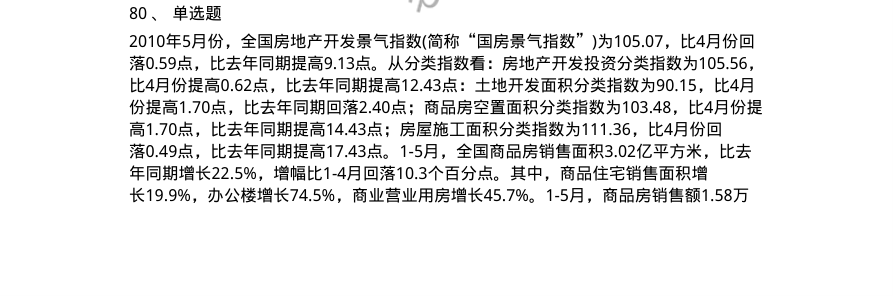 80 、 单选题
2010年5月份，全国房地产开发景气指数(简称“国房景气指数”)为105.07，比4月份回
落0.59点，比去年同期提高9.13点。从分类指数看：房地产开发投资分类指数为105.56，
比4月份提高0.62点，比去年同期提高12.43点：土地开发面积分类指数为90.15，比4月
份提高1.70点，比去年同期回落2.40点；商品房空置面积分类指数为103.48，比4月份提
高1.70点，比去年同期提高14.43点；房屋施工面积分类指数为111.36，比4月份回
落0.49点，比去年同期提高17.43点。1-5月，全国商品房销售面积3.02亿平方米，比去
年同期增长22.5%，增幅比1-4月回落10.3个百分点。其中，商品住宅销售面积增
长19.9%，办公楼增长74.5%，商业营业用房增长45.7%。1-5月，商品房销售额1.58万